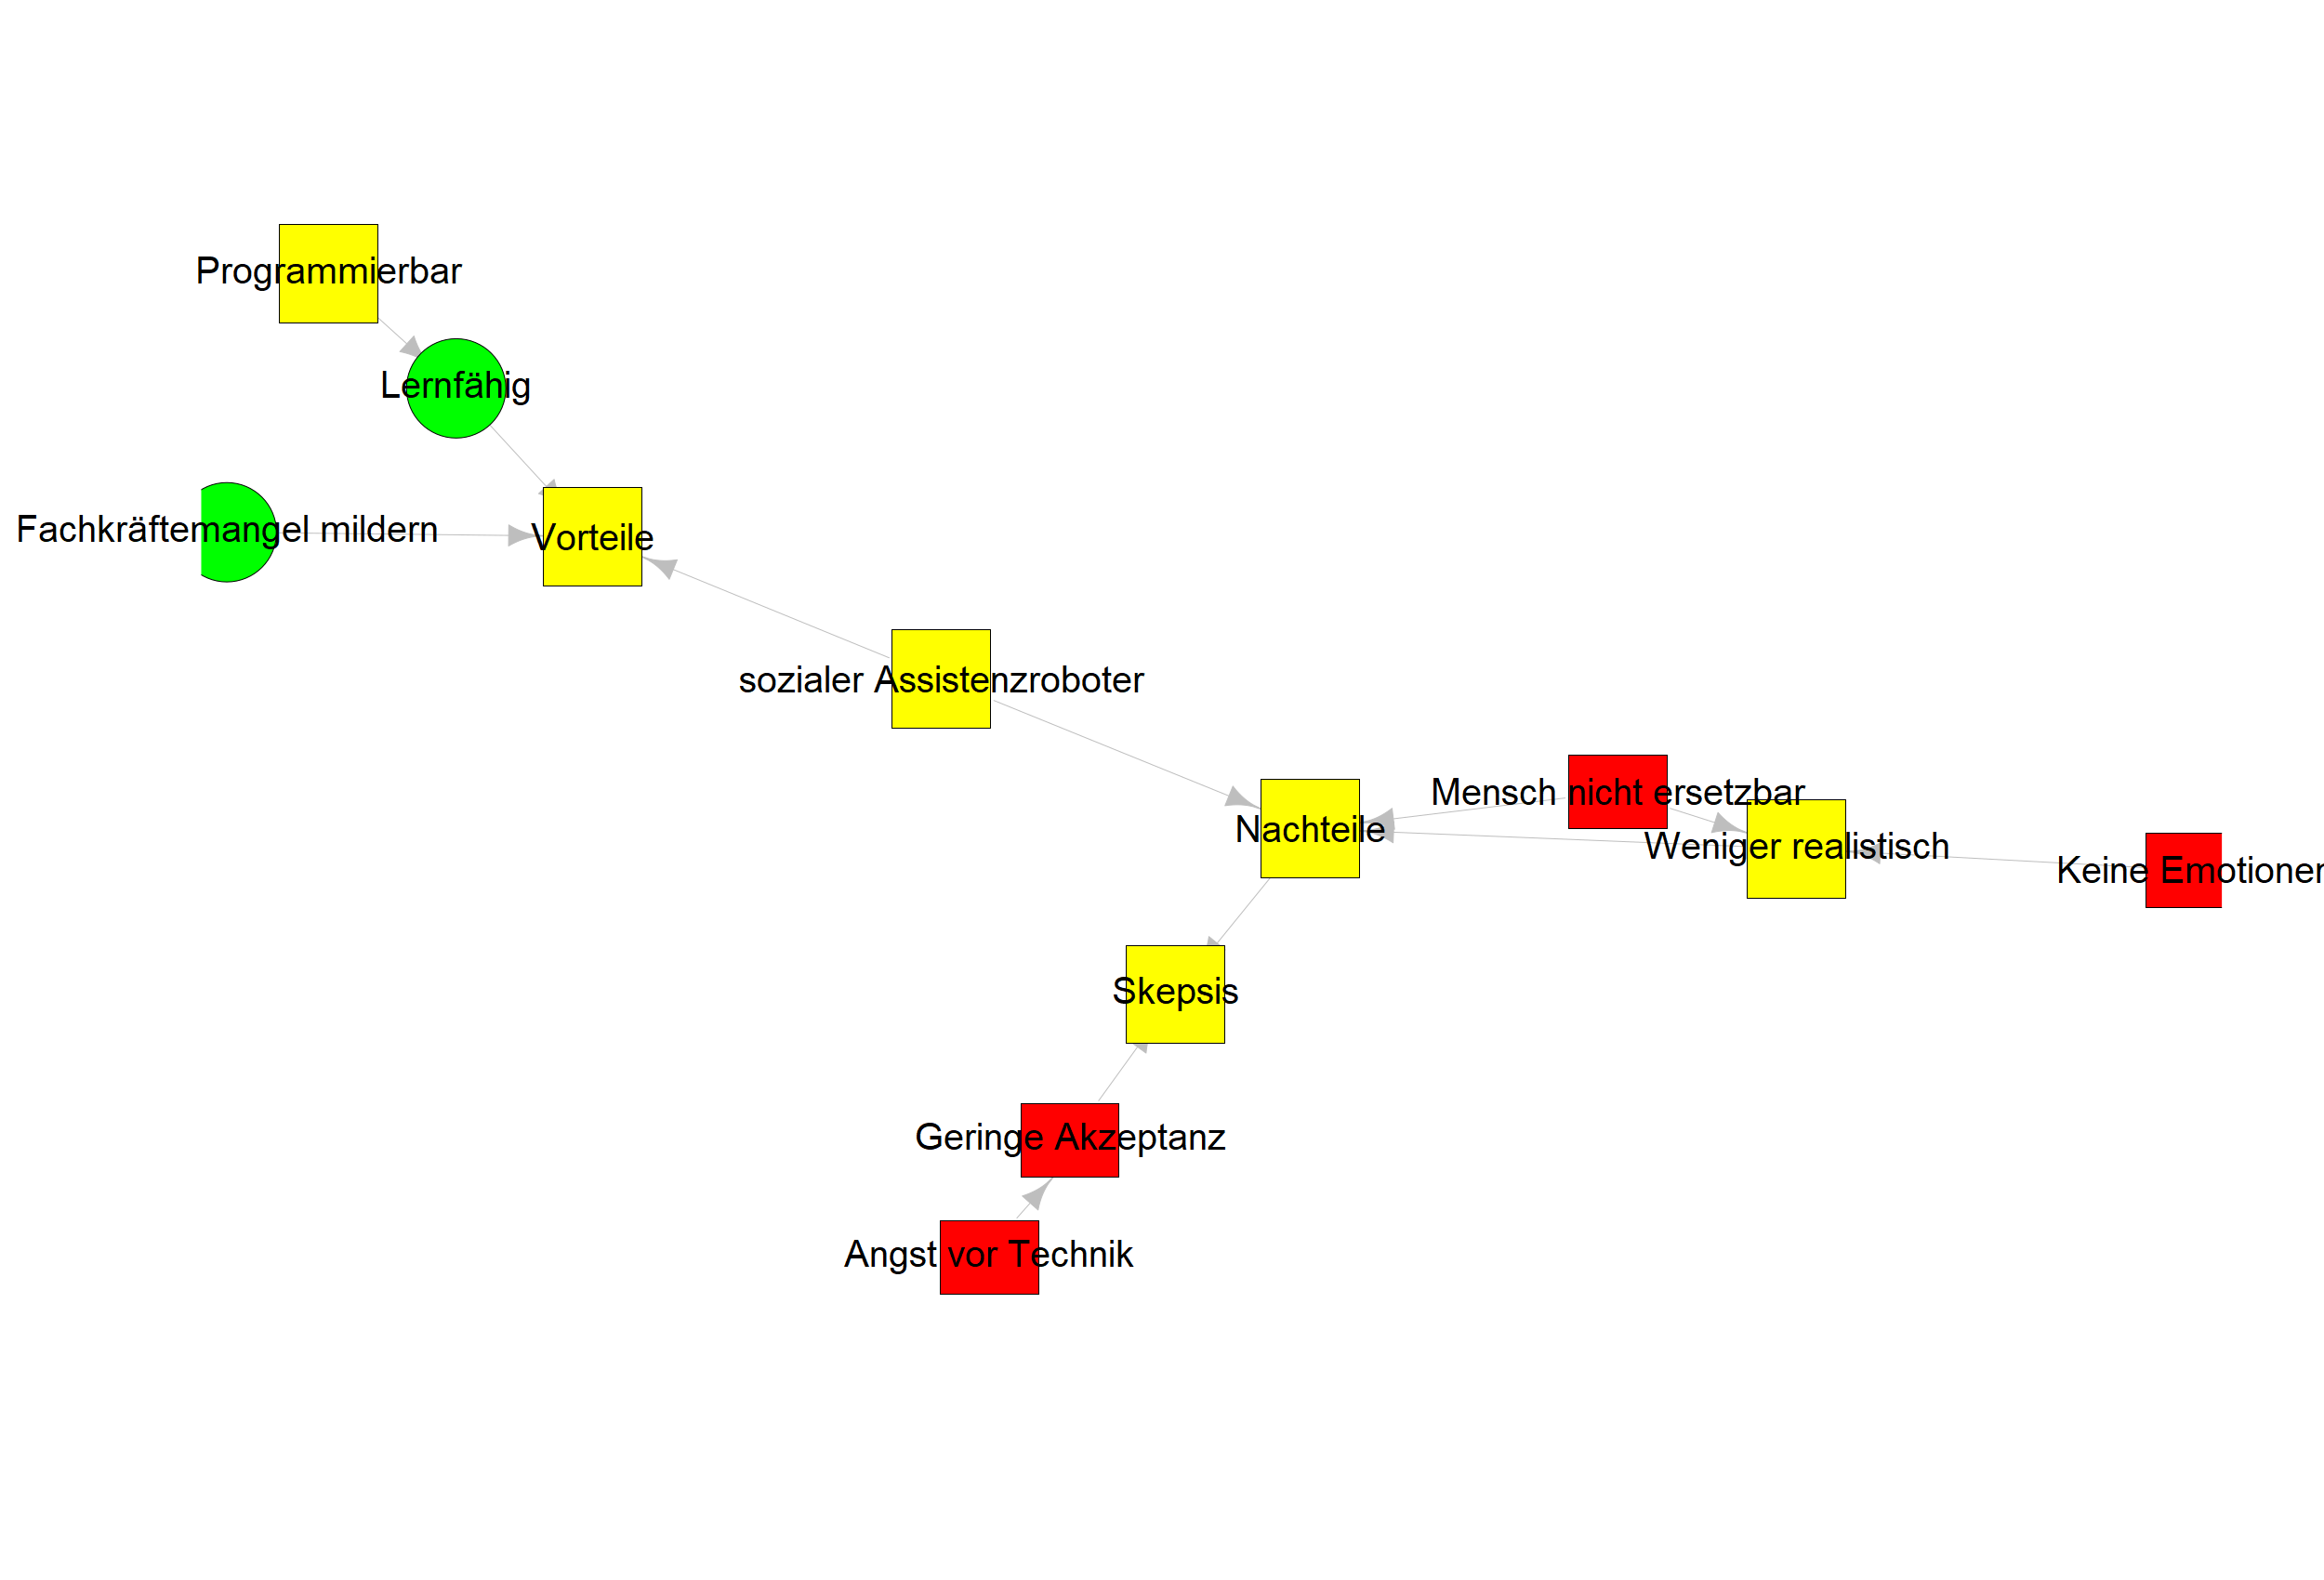 Programmierbar
Lernfähig
Fachkräftemangel mildern
Vorteile
sozialer Assistenzroboter
Mensch nicht ersetzbar
Nachteile
Weniger realistisch
Keine Emotionen
Skepsis
Geringe Akzeptanz
Angst vor Technik